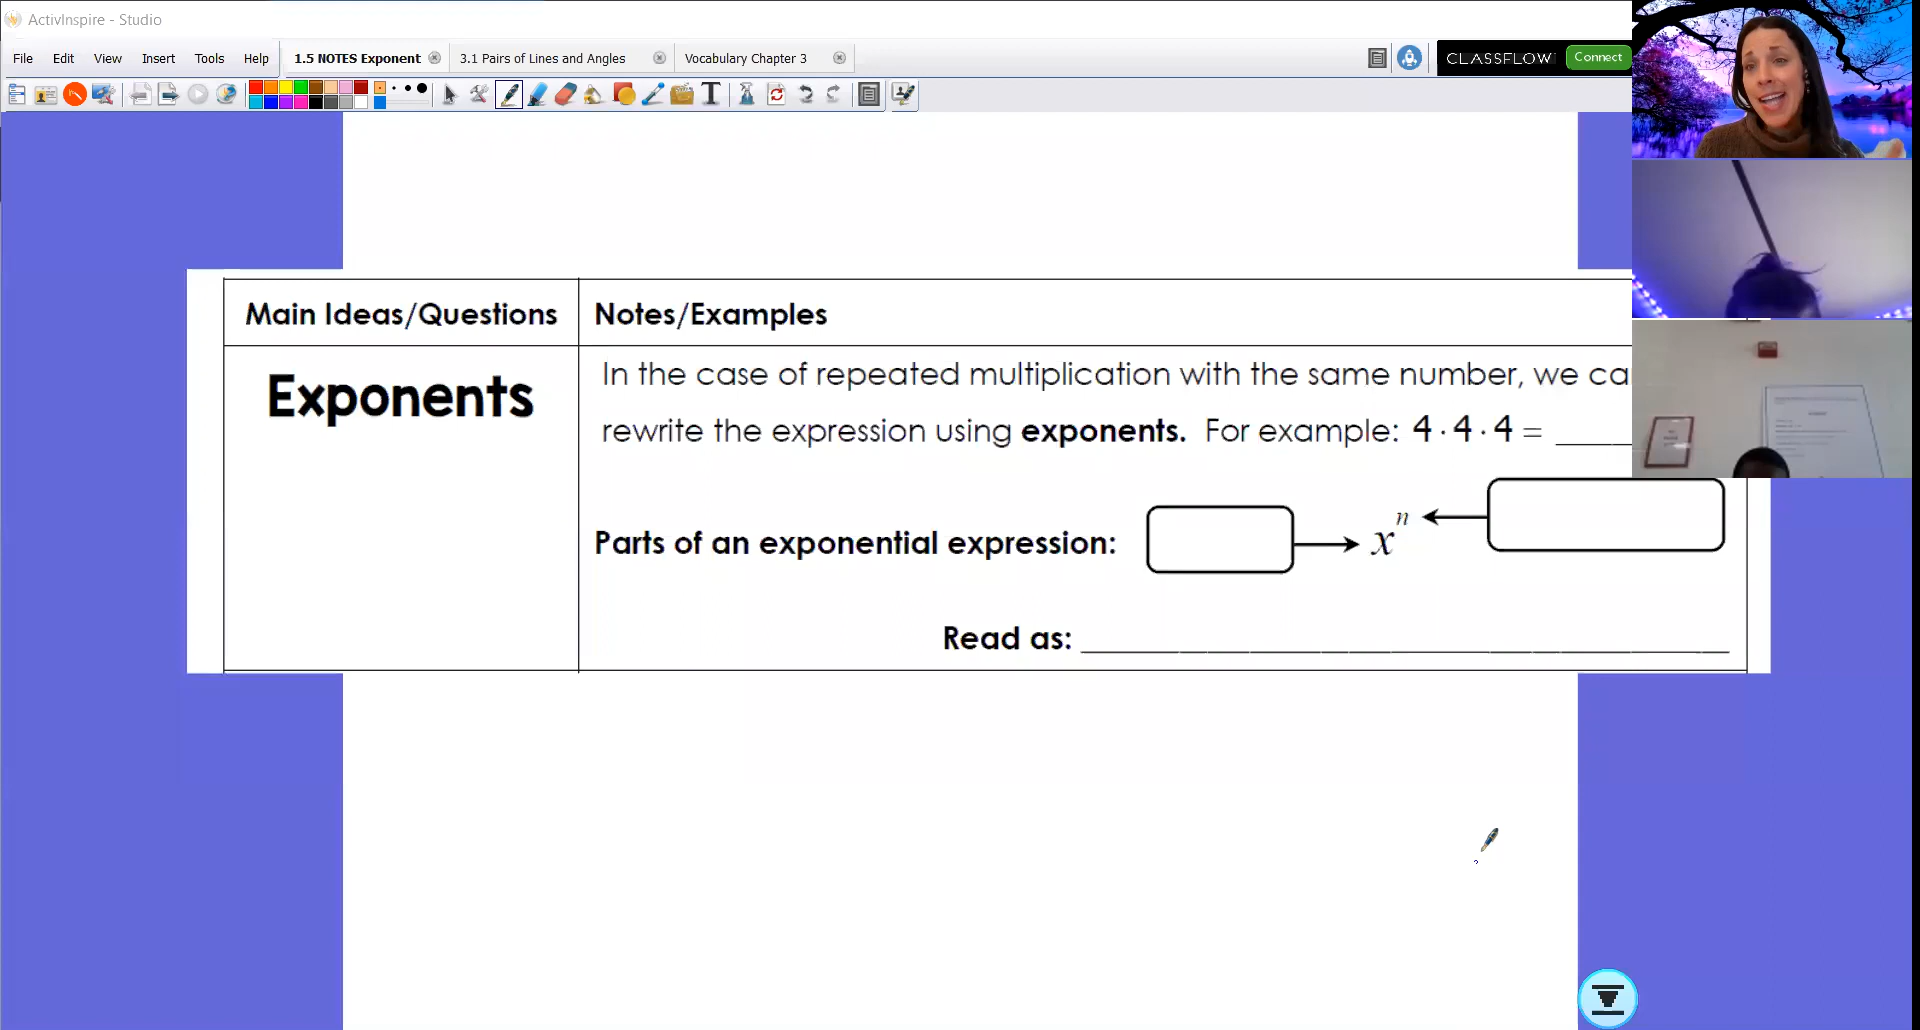 ActivInspire - Studio
File Edit View Insert Tools Help
1.5 NOTES Exponent
3.1 Pairs of Lines and Angles
Vocabulary Chapter 3
CLASSFLOW
Connect
T
Main Ideas/Questions
Notes/Examples
Exponents
In the case of repeated multiplication with the same number, we ca
rewrite the expression using exponents. For example: 4 · 4 · 4 = ____
Parts of an exponential expression:
xⁿ
Read as: ____________________